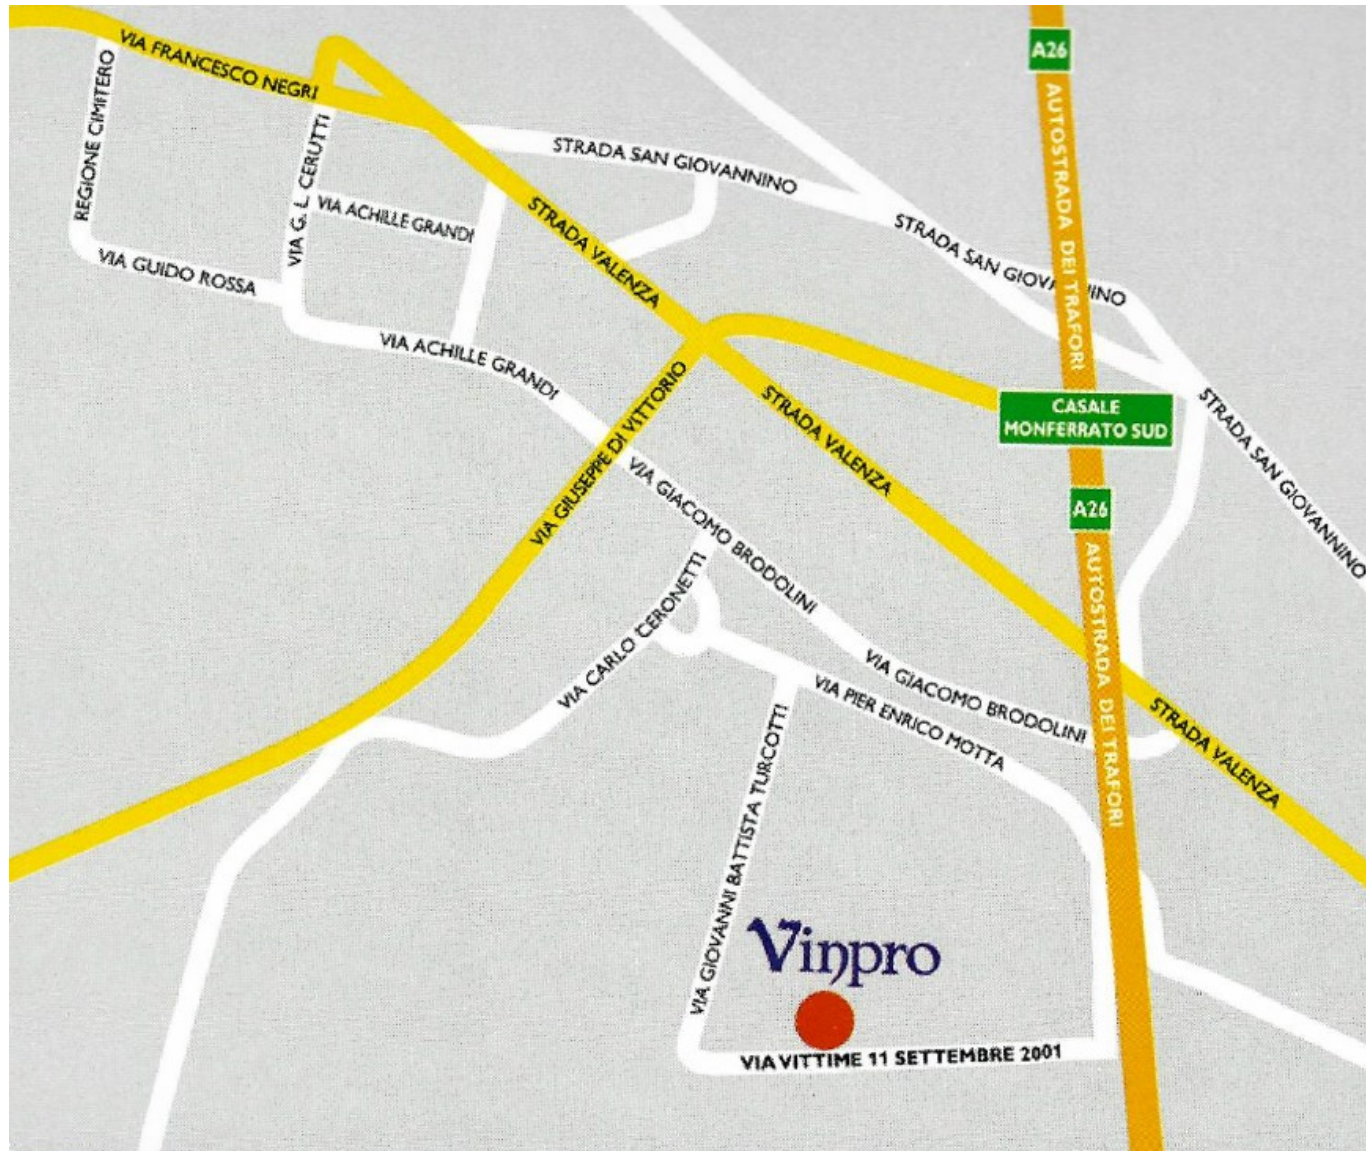 A26
VIA FRANCESCO NEGRI
REGIONE CIMITERO
AUTOSTRADA DEI TRAFORI
VIA G. L. CERUTTI
STRADA SAN GIOVANNINO
VIA ACHILLE GRANDI
STRADA VALENZA
STRADA SAN GIOVANNINO
VIA GUIDO ROSSA
VIA ACHILLE GRANDI
VIA GIUSEPPE DI VITTORIO
STRADA VALENZA
CASALE
MONFERRATO SUD
STRADA SAN GIOVANNINO
VIA GIACOMO BRODOLINI
A26
AUTOSTRADA DEI TRAFORI
VIA CARLO CERONETTI
VIA GIACOMO BRODOLINI
VIA PIER ENRICO MOTTA
STRADA VALENZA
VIA GIOVANNI BATTISTA TURCOTTI
Vinpro
VIA VITTIME 11 SETTEMBRE 2001